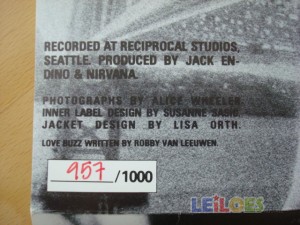 RECORDED AT RECIPROCAL STUDIOS,
SEATTLE. PRODUCED BY JACK EN-
DINO & NIRVANA.
PHOTOGRAPHS BY ALICE WHEELER
INNER LABEL DESIGN BY SUSANNE SASIC.
JACKET DESIGN BY LISA ORTH.
LOVE BUZZ WRITTEN BY ROBBY VAN LEEUWEN.
957 /1000
LEiLOES